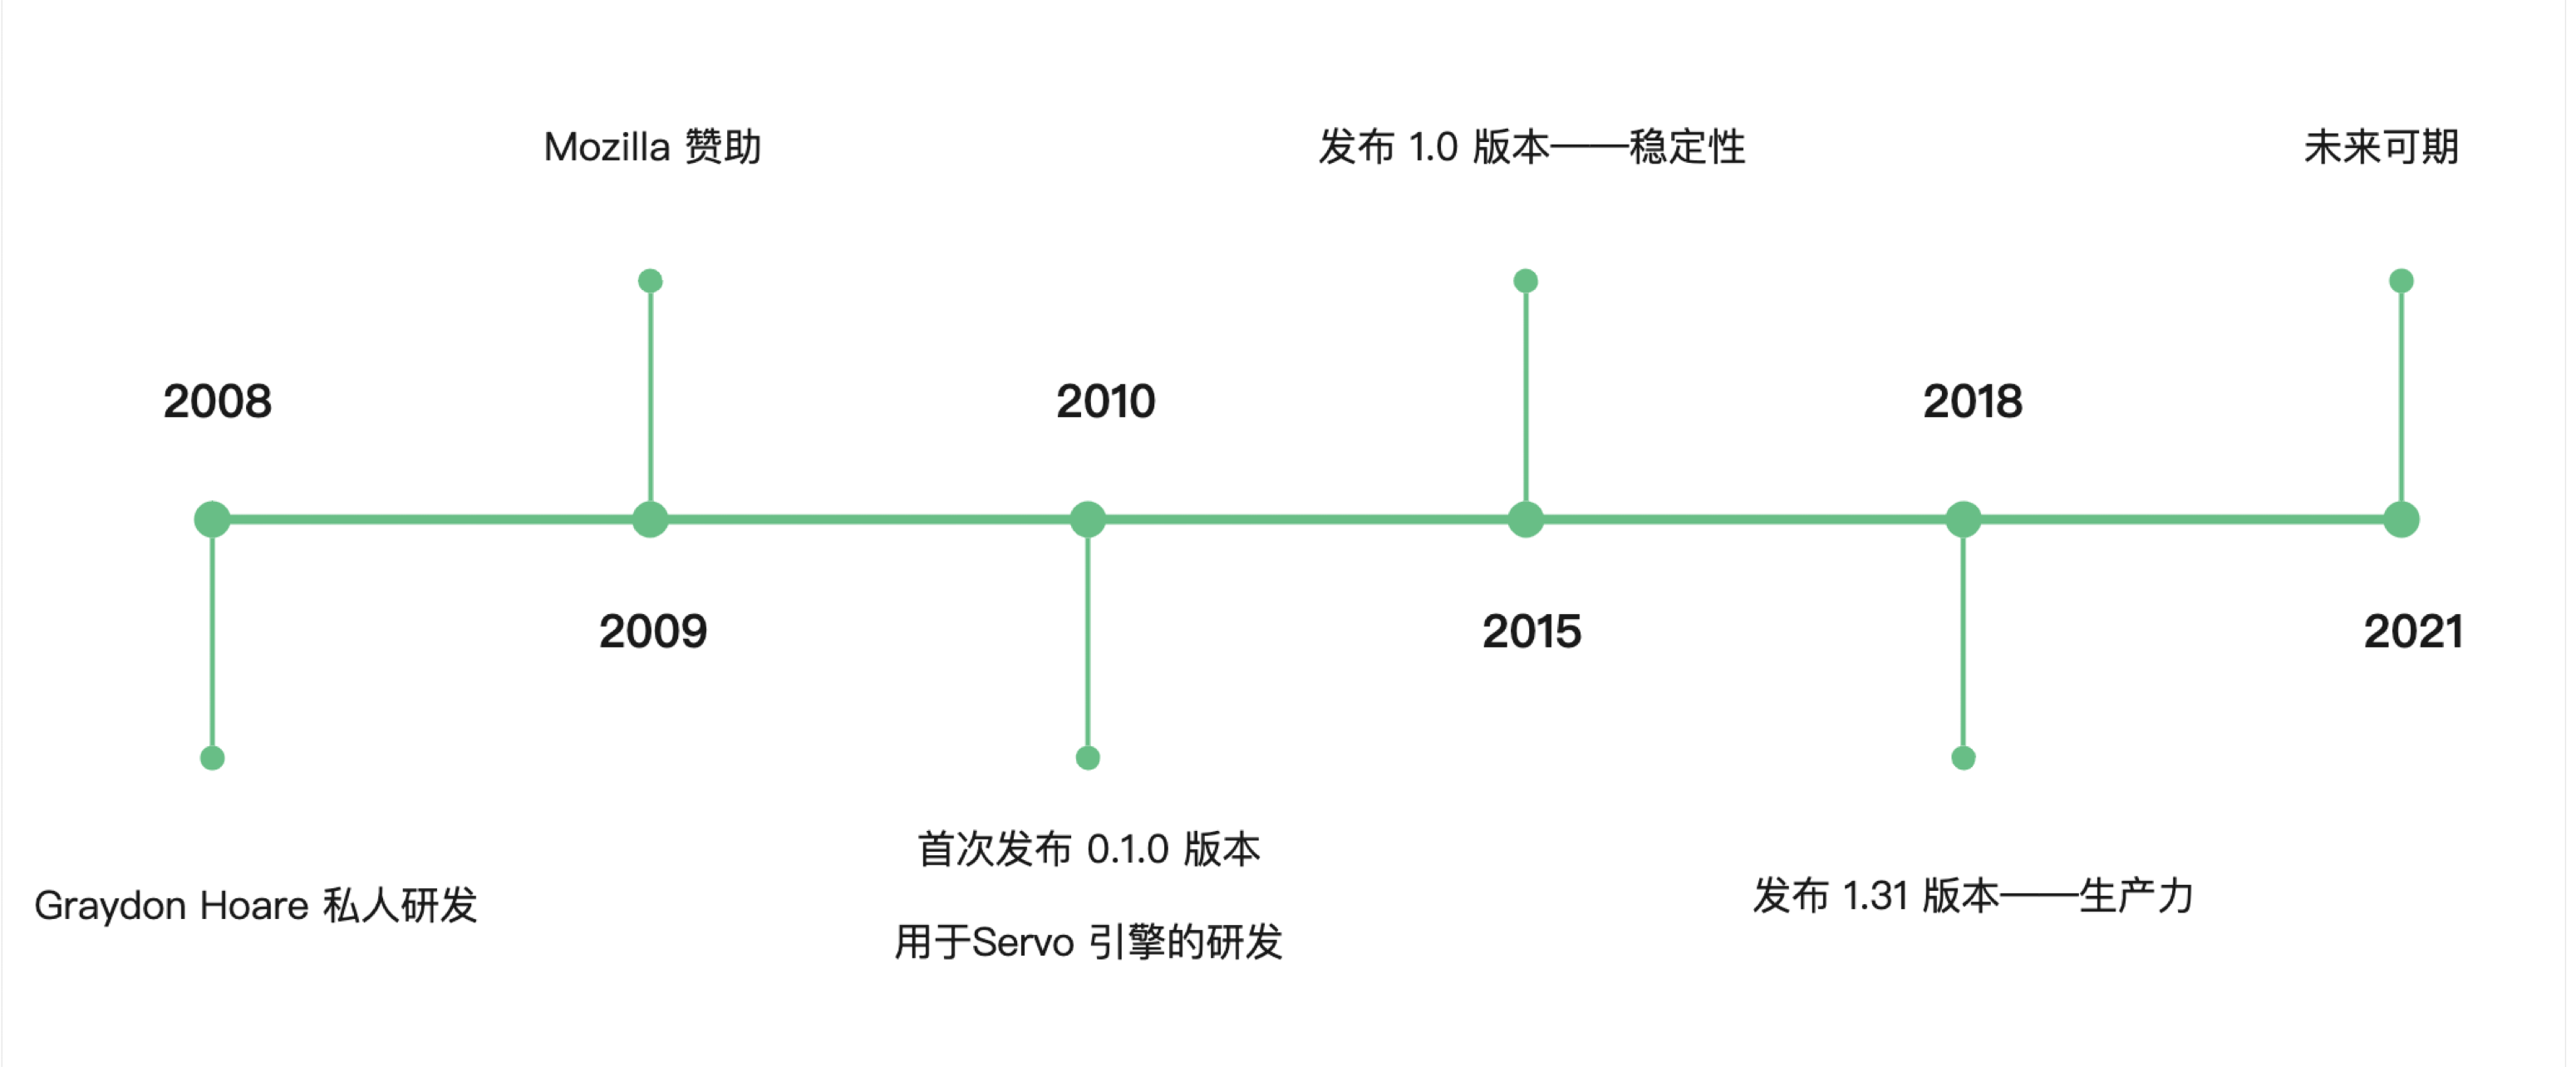 Mozilla 赞助
发布 1.0 版本——稳定性
未来可期
2008
2010
2018
2009
2015
2021
首次发布 0.1.0 版本
用于Servo 引擎的研发
Graydon Hoare 私人研发
发布 1.31 版本——生产力